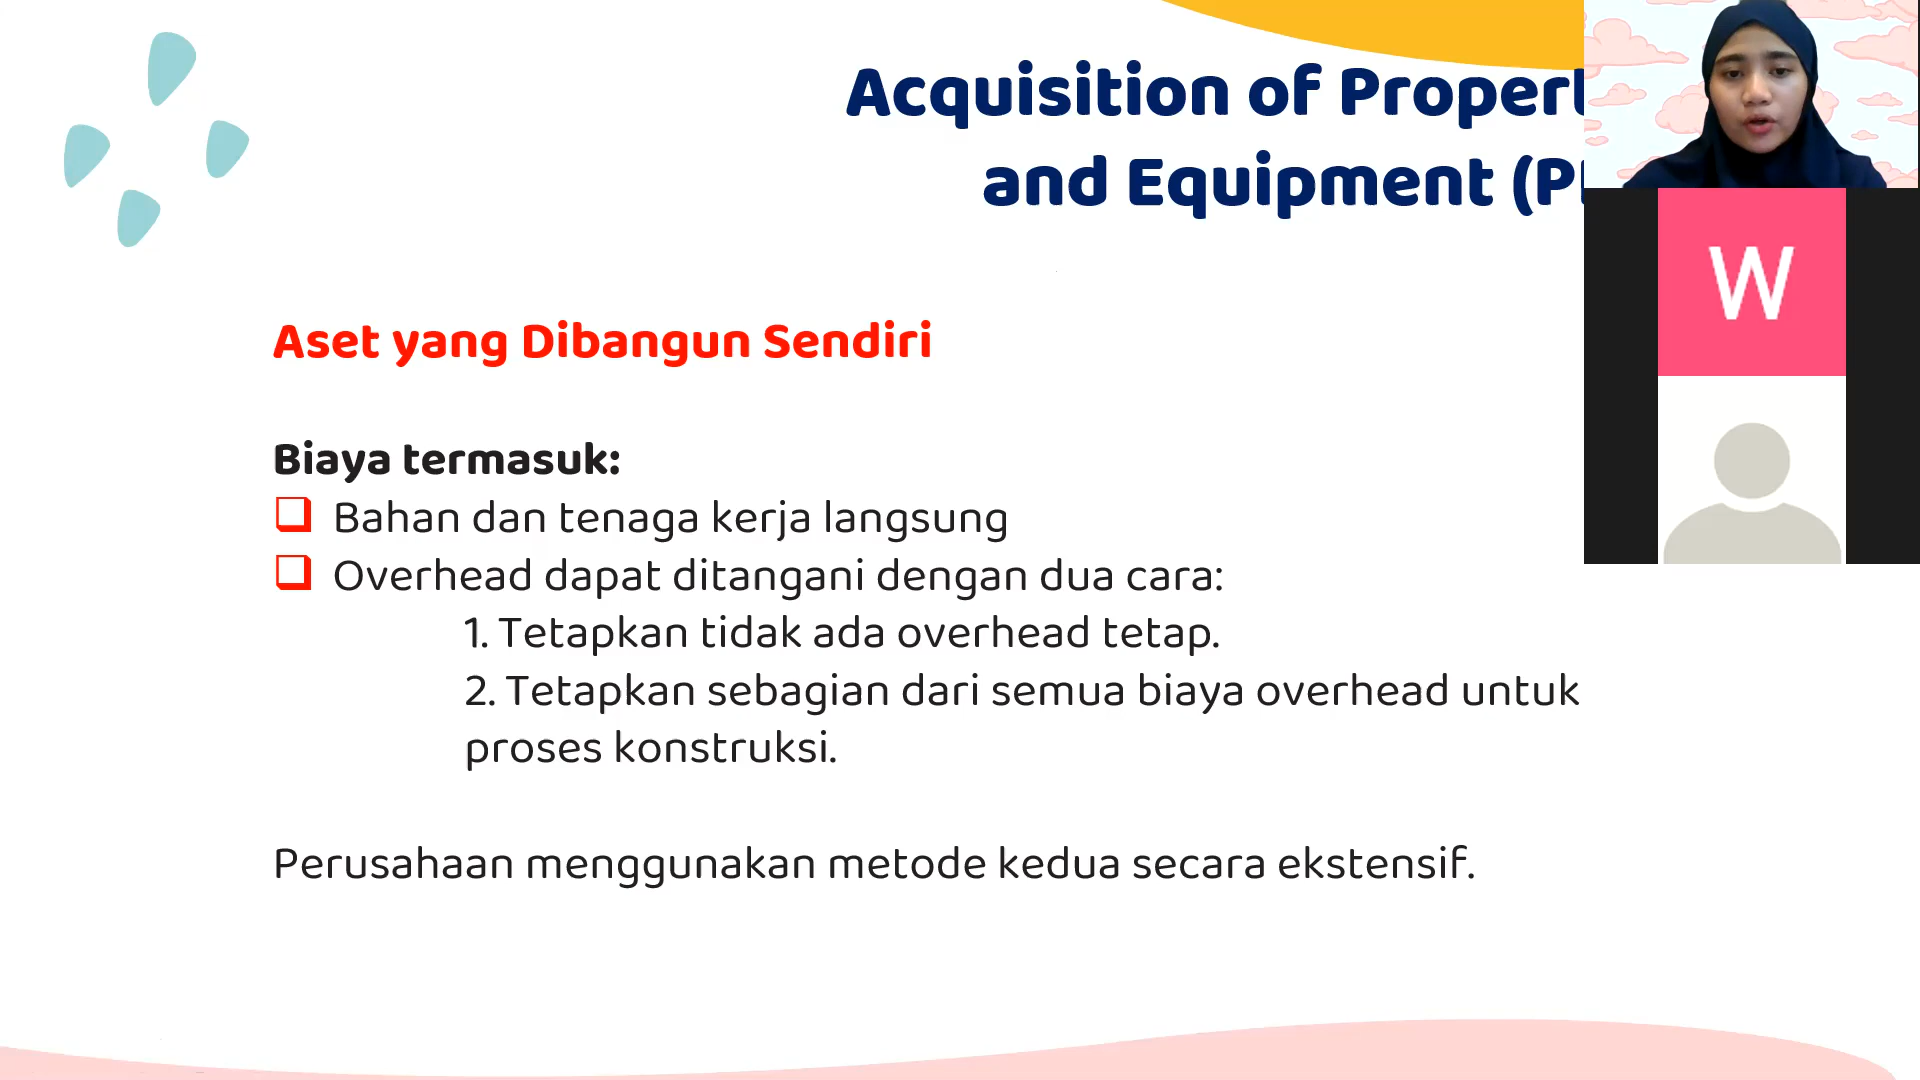 Acquisition of Propert
and Equipment (P
W
Aset yang Dibangun Sendiri
Biaya termasuk:
❑ Bahan dan tenaga kerja langsung
❑ Overhead dapat ditangani dengan dua cara:
1. Tetapkan tidak ada overhead tetap.
2. Tetapkan sebagian dari semua biaya overhead untuk
proses konstruksi.
Perusahaan menggunakan metode kedua secara ekstensif.